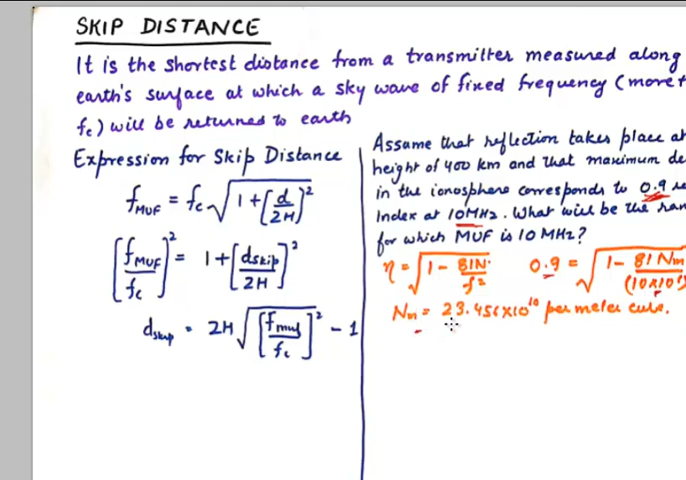 SKIP DISTANCE
It is the shortest distance from a transmitter measured along
earth's surface at which a sky wave of fixed frequency (more t
fc) will be returned to earth
Expression for Skip Distance
fMUF = fc √(1+[d/2H]²)
[fMUF/fc]² = 1+[dskip/2H]²
dskip = 2H √([fmuf/fc]² - 1)
Assume that reflection takes place at
height of 400 km and that maximum de
in the ionosphere corresponds to 0.9 re
Index at 10MHz. What will be the ran
for which MUF is 10 MHz?
η = √(1 - 81N/f²) 0.9 = √(1 - 81 Nm/(10x10
Nm = 23.456x10¹⁰ per meter cube.